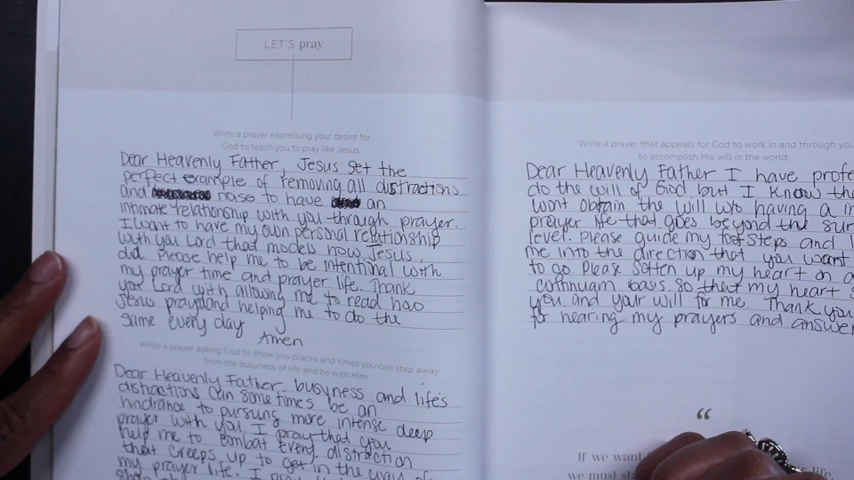 LET'S pray
Write a prayer expressing your desire for
God to teach you to pray like Jesus.
Dear Heavenly Father, Jesus set the
perfect example of removing all distractions
and noise to have an
intimate relationship with you through prayer.
I want to have my own personal relationship
with you Lord that models how Jesus
did. Please help me to be intentional with
my prayer time and prayer life. Thank
you Lord with allowing me to read how
Jesus prayed and helping me to do the
same every day Amen
Write a prayer asking God to show you places and times you can step away
from the busyness of life and be with Him.
Dear Heavenly Father, busyness and life's
distractions can sometimes be an
hindrance to pursuing more intense deep
prayer with you. I pray that you
help me to combat every distraction
that creeps up to get in the way of
my prayer life. I pray
Write a prayer that appeals for God to work in and through you
to accomplish His will in the world.
Dear Heavenly Father I have
do the will of God, but I know
wont obtain the will w/o having a
prayer life that goes beyond the
level. Please guide my footsteps and
me into the direction that you want
to go. Please soften up my heart on a
continuam basis so that my heart
you and your will for me. Thank you
for hearing my prayers and
“
If we want
we must life,